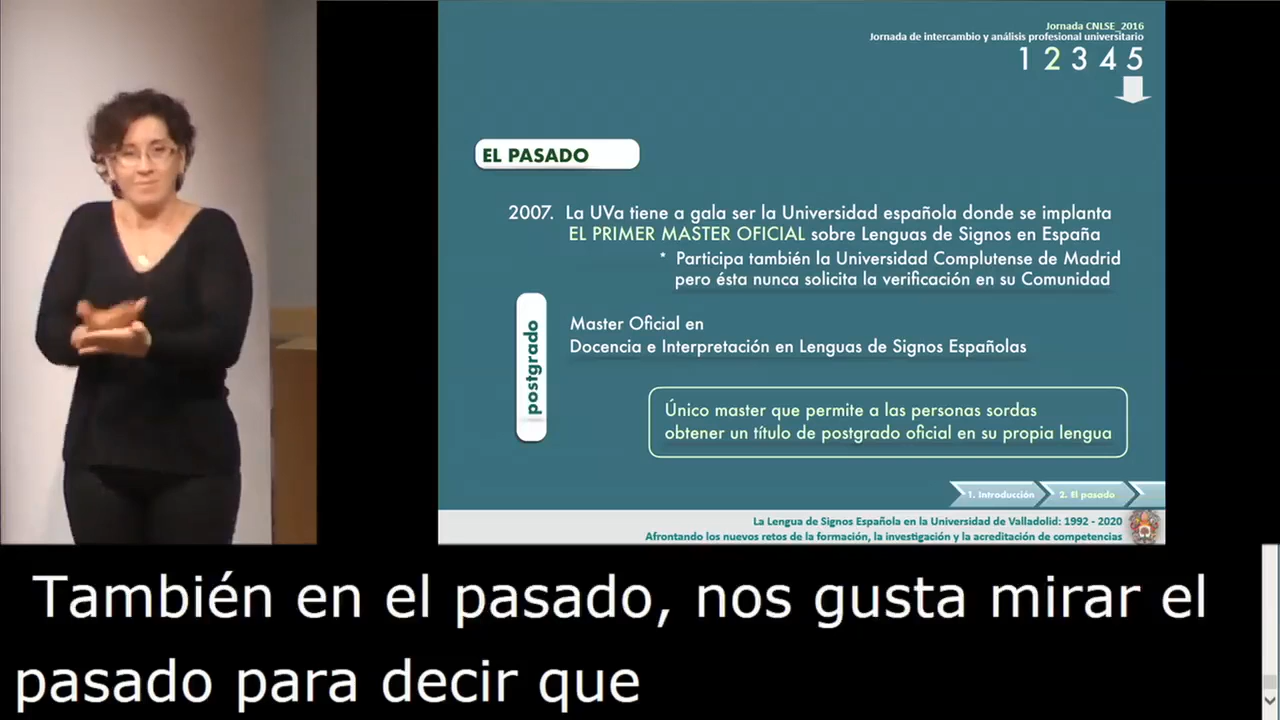 Jornada CNLSE_2016
Jornada de intercambio y análisis profesional universitario
1 2 3 4 5
EL PASADO
2007. La UVa tiene a gala ser la Universidad española donde se implanta
EL PRIMER MASTER OFICIAL sobre Lenguas de Signos en España
* Participa también la Universidad Complutense de Madrid
pero ésta nunca solicita la verificación en su Comunidad
postgrado
Master Oficial en
Docencia e Interpretación en Lenguas de Signos Españolas
Único master que permite a las personas sordas
obtener un título de postgrado oficial en su propia lengua
1. Introducción 2. El pasado
La Lengua de Signos Española en la Universidad de Valladolid: 1992 - 2020
Afrontando los nuevos retos de la formación, la investigación y la acreditación de competencias
También en el pasado, nos gusta mirar el
pasado para decir que